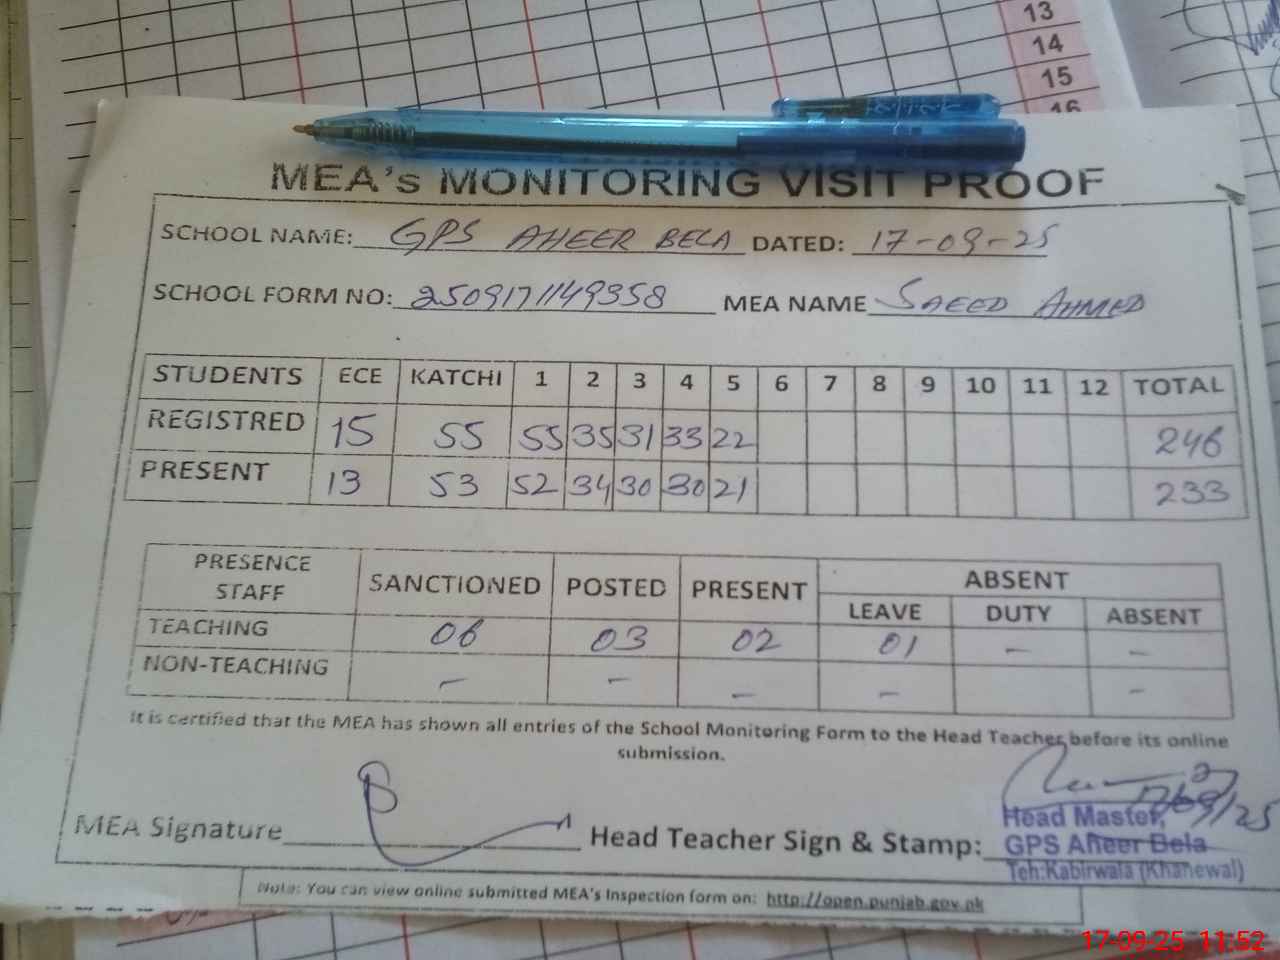 13
14
15
16
MEA's MONITORING VISIT PROOF
SCHOOL NAME: GPS AHEER BELA DATED: 17-09-25
SCHOOL FORM NO: 2509171149358 MEA NAME SAEED AHMED
STUDENTS ECE KATCHI 1 2 3 4 5 6 7 8 9 10 11 12 TOTAL
REGISTRED 15 55 55 35 31 33 22 246
PRESENT 13 53 52 34 30 30 21 233
PRESENCE STAFF SANCTIONED POSTED PRESENT ABSENT
LEAVE DUTY ABSENT
TEACHING 06 03 02 01 - -
NON-TEACHING - - - - -
It is certified that the MEA has shown all entries of the School Monitoring Form to the Head Teacher before its online
submission.
MEA Signature Head Teacher Sign & Stamp:
17/09/25
Head Master,
GPS Aheer Bela
Teh:Kabirwala (Khanewal)
Note: You can view online submitted MEA's Inspection form on: http://open.punjab.gov.pk
17-09-25 11:52